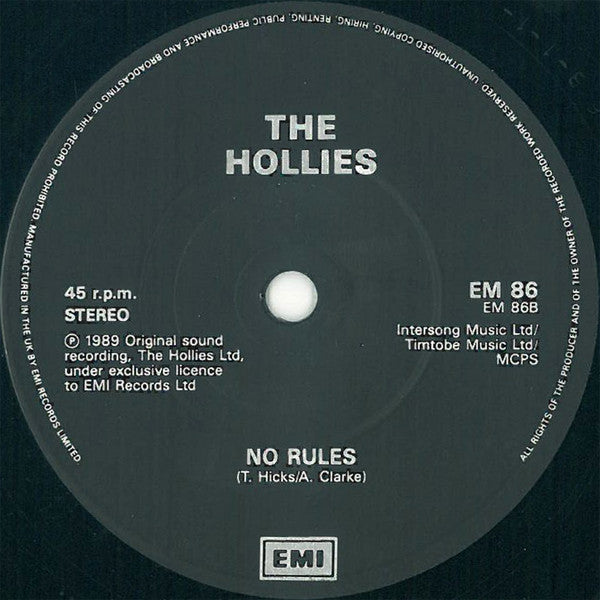 ALL RIGHTS OF THE PRODUCER AND OF THE OWNER OF THE RECORDED WORK RESERVED. UNAUTHORISED COPYING, HIRING, RENTING, PUBLIC PERFORMANCE AND BROADCASTING OF THIS RECORD PROHIBITED. MANUFACTURED IN THE UK BY EMI RECORDS LIMITED
THE
HOLLIES
45 r.p.m.
STEREO
℗ 1989 Original sound
recording, The Hollies Ltd,
under exclusive licence
to EMI Records Ltd
EM 86
EM 86B
Intersong Music Ltd/
Timtobe Music Ltd/
MCPS
NO RULES
(T. Hicks/A. Clarke)
EMI